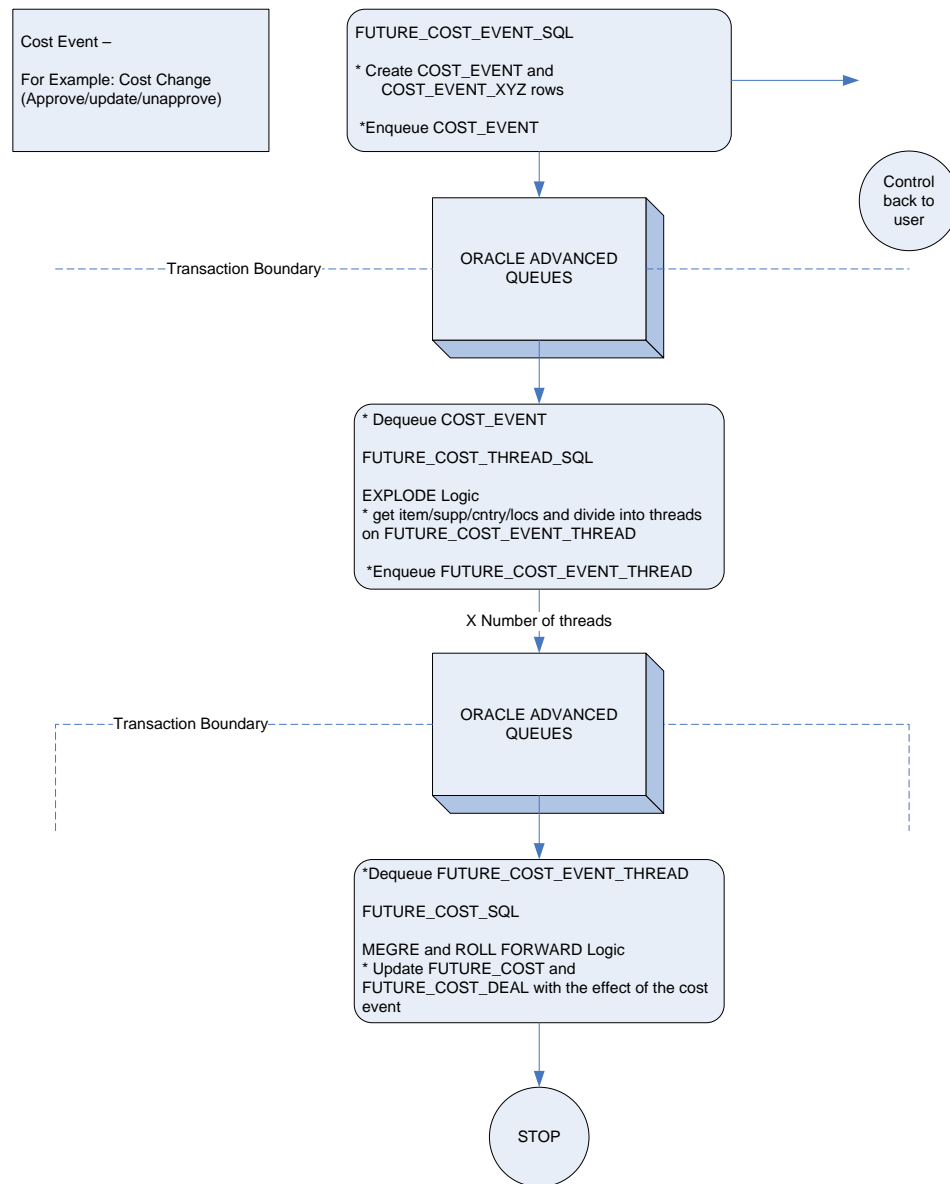 Cost Event –
For Example: Cost Change
(Approve/update/unapprove)
FUTURE_COST_EVENT_SQL
* Create COST_EVENT and
COST_EVENT_XYZ rows
*Enqueue COST_EVENT
Control
back to
user
ORACLE ADVANCED
QUEUES
Transaction Boundary
* Dequeue COST_EVENT
FUTURE_COST_THREAD_SQL
EXPLODE Logic
* get item/supp/cntry/locs and divide into threads
on FUTURE_COST_EVENT_THREAD
*Enqueue FUTURE_COST_EVENT_THREAD
X Number of threads
ORACLE ADVANCED
QUEUES
Transaction Boundary
*Dequeue FUTURE_COST_EVENT_THREAD
FUTURE_COST_SQL
MEGRE and ROLL FORWARD Logic
* Update FUTURE_COST and
FUTURE_COST_DEAL with the effect of the cost
event
STOP